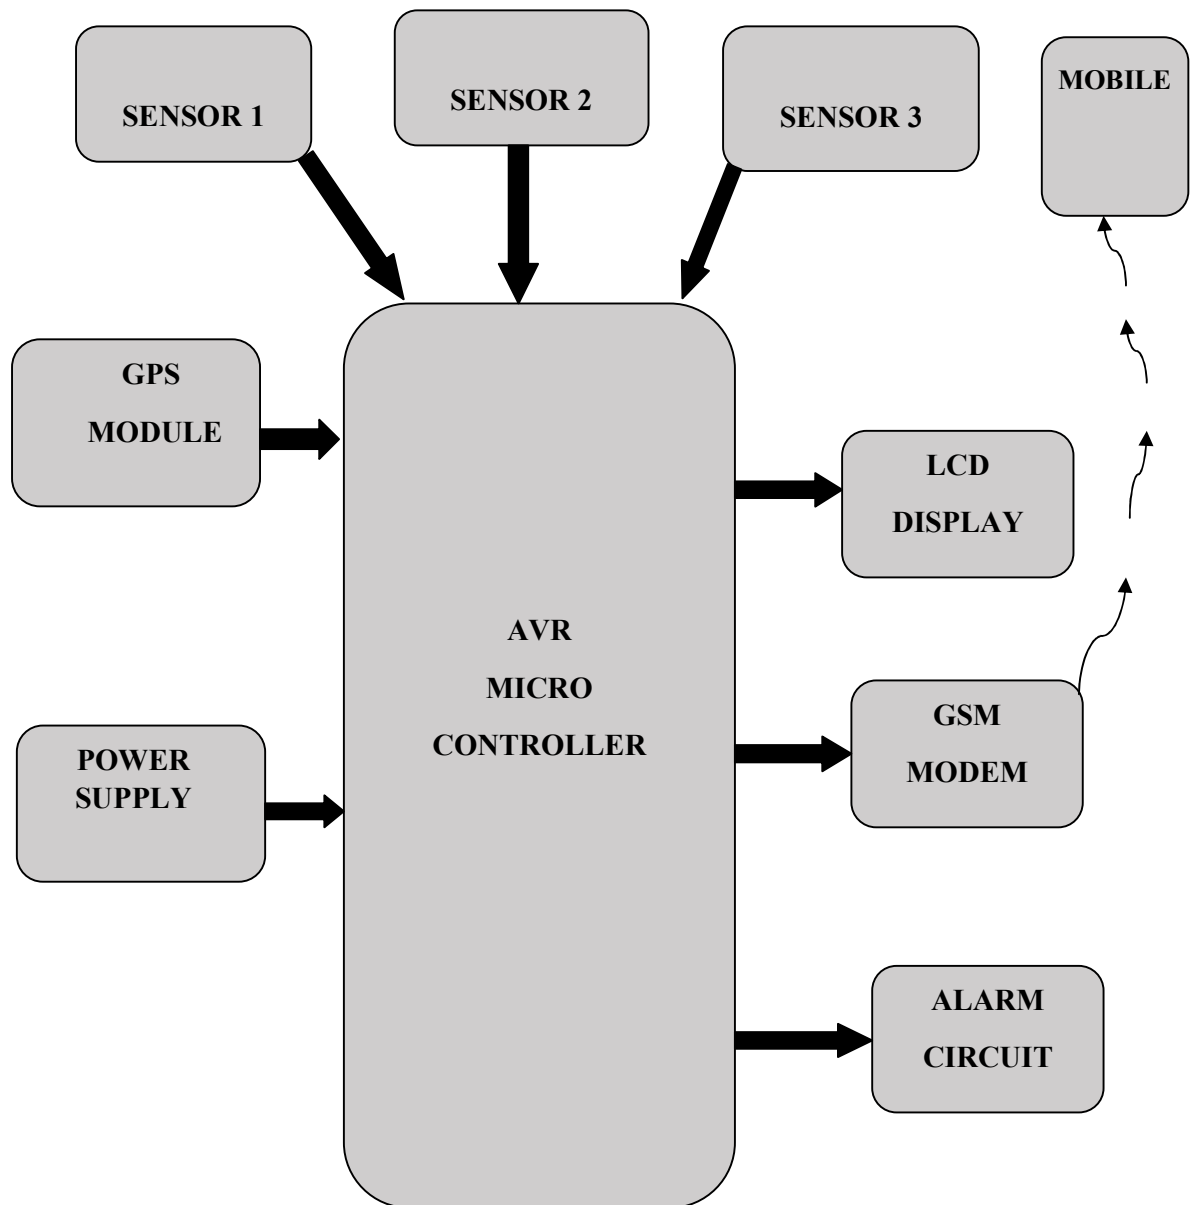 SENSOR 1
SENSOR 2
SENSOR 3
MOBILE
GPS
MODULE
LCD
DISPLAY
AVR
MICRO
CONTROLLER
POWER
SUPPLY
GSM
MODEM
ALARM
CIRCUIT